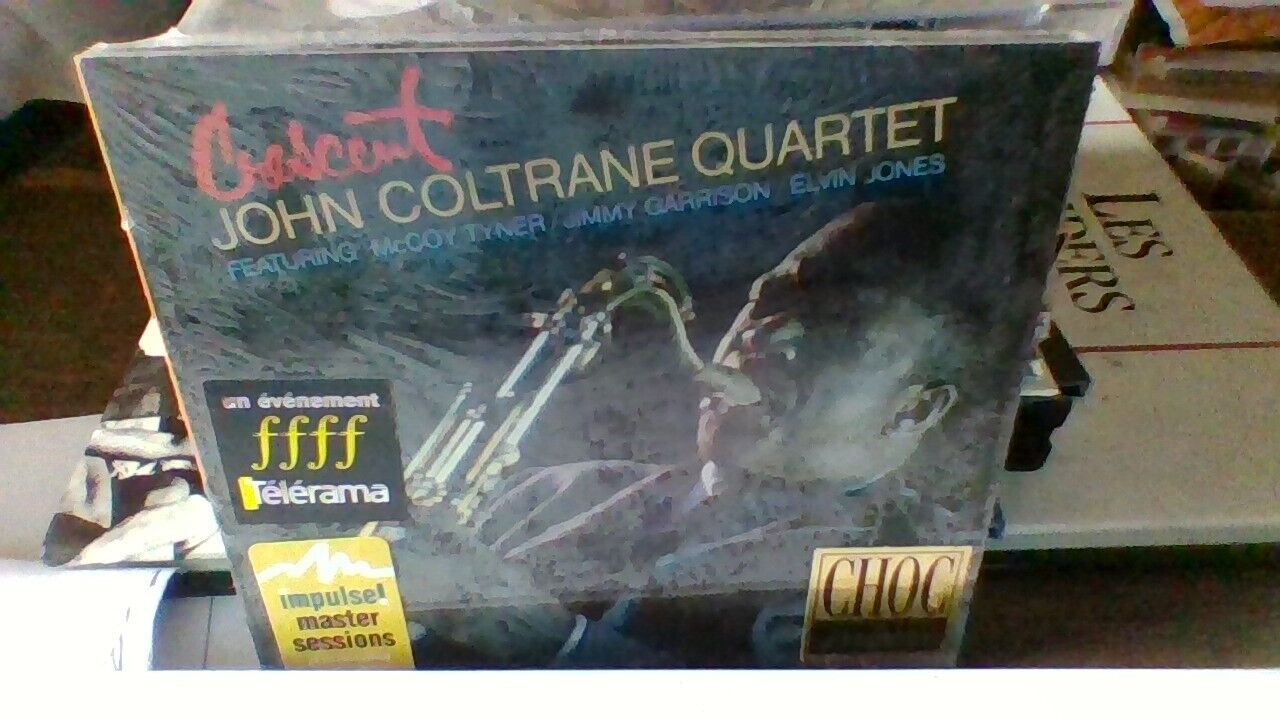 Crescent
JOHN COLTRANE QUARTET
FEATURING McCOY TYNER / JIMMY GARRISON ELVIN JONES
un événement
ffff
Télérama
impulse!
master
sessions
CHOC
LES